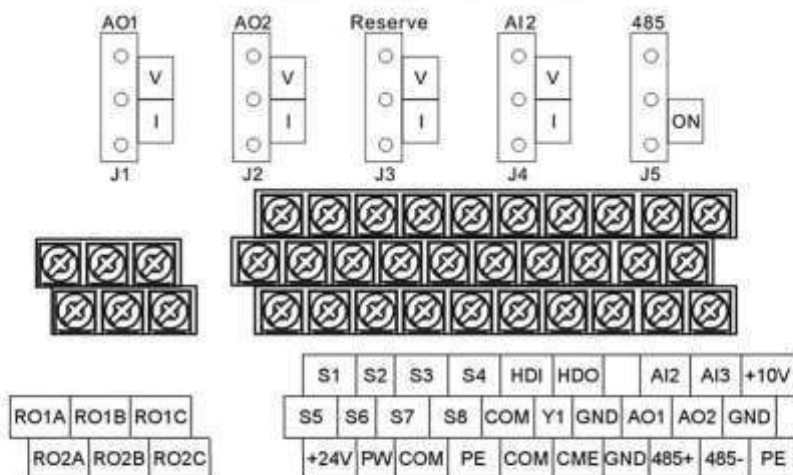 AO1 AO2 Reserve AI2 485
V V V V
I I I I ON
J1 J2 J3 J4 J5
S1 S2 S3 S4 HDI HDO AI2 AI3 +10V
RO1A RO1B RO1C S5 S6 S7 S8 COM Y1 GND AO1 AO2 GND
RO2A RO2B RO2C +24V PW COM PE COM CME GND 485+ 485- PE